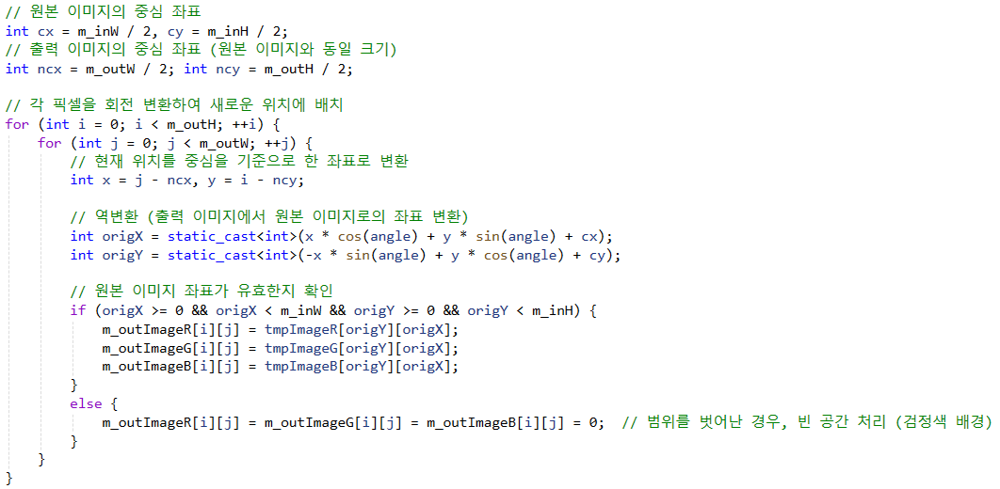 // 원본 이미지의 중심 좌표
int cx = m_inW / 2, cy = m_inH / 2;
// 출력 이미지의 중심 좌표 (원본 이미지와 동일 크기)
int ncx = m_outW / 2; int ncy = m_outH / 2;

// 각 픽셀을 회전 변환하여 새로운 위치에 배치
for (int i = 0; i < m_outH; ++i) {
    for (int j = 0; j < m_outW; ++j) {
        // 현재 위치를 중심을 기준으로 한 좌표로 변환
        int x = j - ncx, y = i - ncy;

        // 역변환 (출력 이미지에서 원본 이미지로의 좌표 변환)
        int origX = static_cast<int>(x * cos(angle) + y * sin(angle) + cx);
        int origY = static_cast<int>(-x * sin(angle) + y * cos(angle) + cy);

        // 원본 이미지 좌표가 유효한지 확인
        if (origX >= 0 && origX < m_inW && origY >= 0 && origY < m_inH) {
            m_outImageR[i][j] = tmpImageR[origY][origX];
            m_outImageG[i][j] = tmpImageG[origY][origX];
            m_outImageB[i][j] = tmpImageB[origY][origX];
        }
        else {
            m_outImageR[i][j] = m_outImageG[i][j] = m_outImageB[i][j] = 0;  // 범위를 벗어난 경우, 빈 공간 처리 (검정색 배경)
        }
    }
}